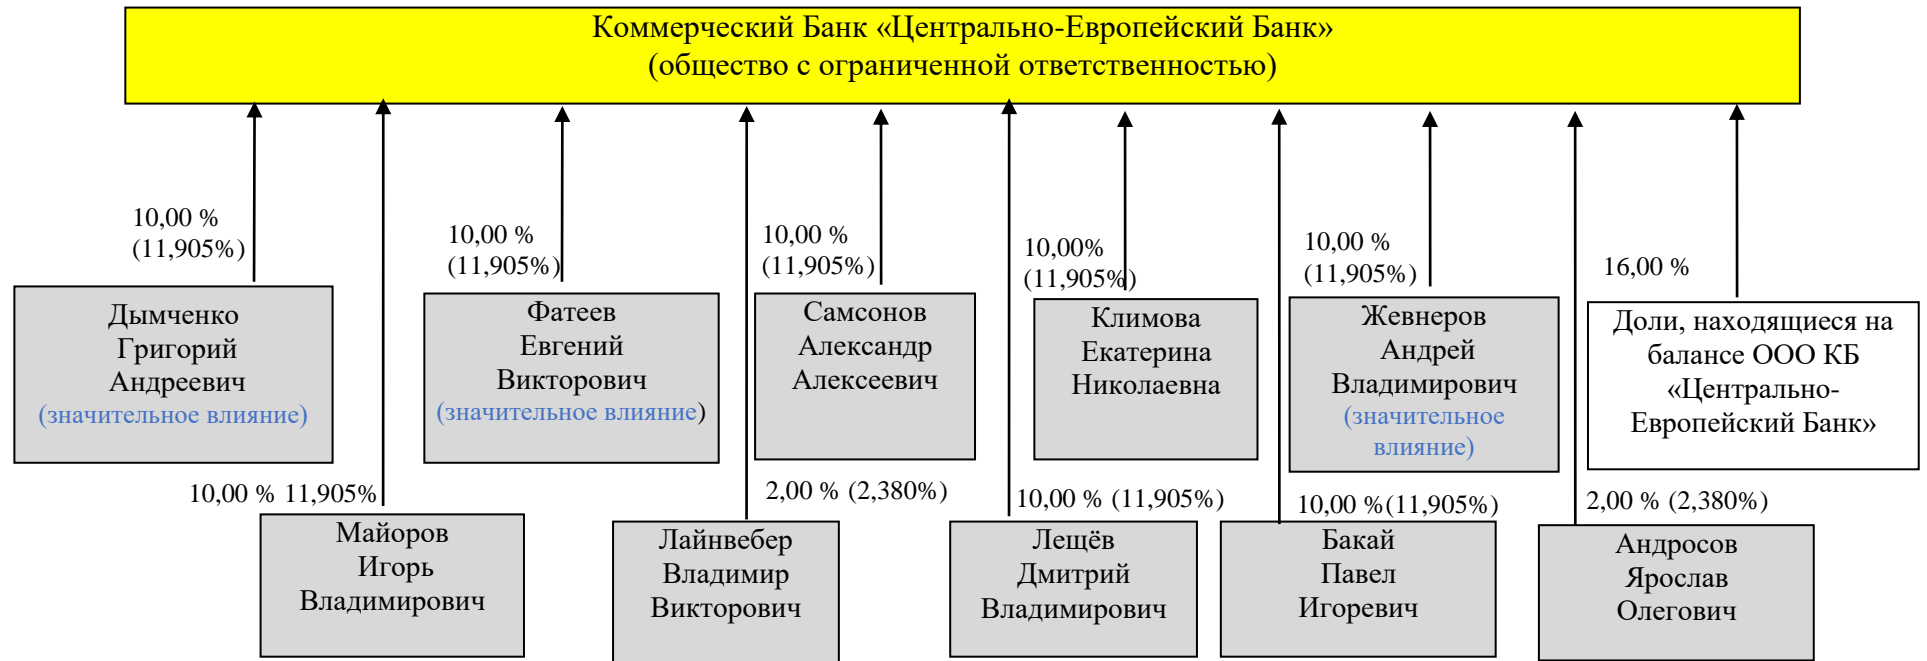 Коммерческий Банк «Центрально-Европейский Банк»
(общество с ограниченной ответственностью)
10,00 %
(11,905%)
10,00 %
(11,905%)
10,00 %
(11,905%)
10,00%
(11,905%)
10,00 %
(11,905%)
16,00 %
Дымченко
Григорий
Андреевич
(значительное влияние)
Фатеев
Евгений
Викторович
(значительное влияние)
Самсонов
Александр
Алексеевич
Климова
Екатерина
Николаевна
Жевнеров
Андрей
Владимирович
(значительное
влияние)
Доли, находящиеся на
балансе ООО КБ
«Центрально-
Европейский Банк»
10,00 % 11,905%
2,00 % (2,380%)
10,00 % (11,905%)
10,00 %(11,905%)
2,00 % (2,380%)
Майоров
Игорь
Владимирович
Лайнвебер
Владимир
Викторович
Лещёв
Дмитрий
Владимирович
Бакай
Павел
Игоревич
Андросов
Ярослав
Олегович